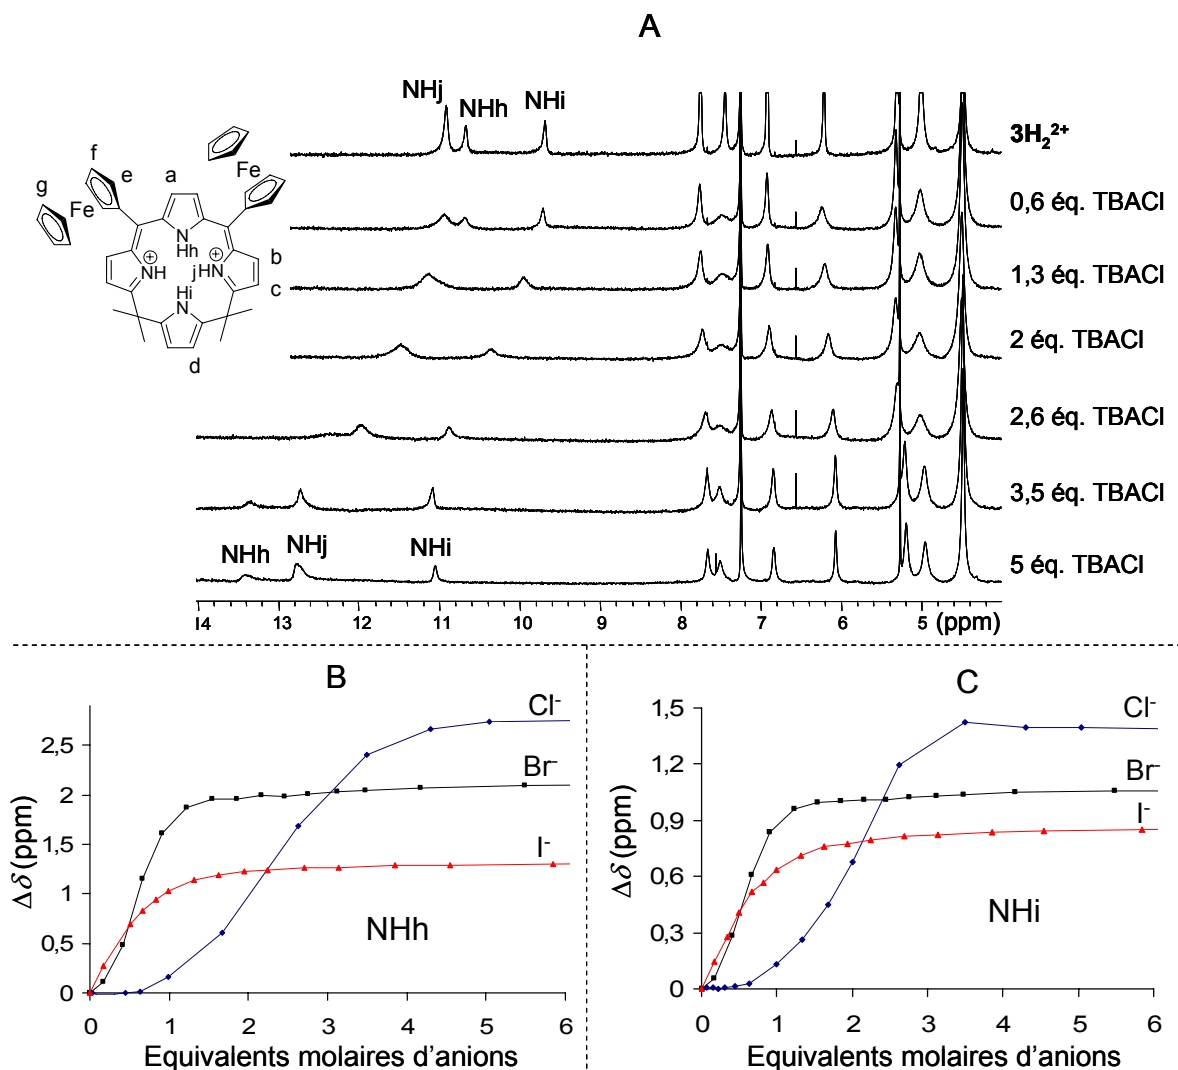 A
NHj
NHh
NHi
3H₂²⁺
0,6 éq. TBACl
1,3 éq. TBACl
2 éq. TBACl
2,6 éq. TBACl
3,5 éq. TBACl
5 éq. TBACl
f
g
e
a
Fe
Fe
N
Hh
+
+
NH
j
HN
b
c
Hi
N
d
NHh
NHj
NHi
14 13 12 11 10 9 8 7 6 5 (ppm)
B
Cl⁻
Br⁻
I⁻
NHh
Δδ (ppm)
2,5
2
1,5
1
0,5
0
0 1 2 3 4 5 6
Equivalents molaires d'anions
C
Cl⁻
Br⁻
I⁻
NHi
Δδ (ppm)
1,5
1,2
0,9
0,6
0,3
0
0 1 2 3 4 5 6
Equivalents molaires d'anions